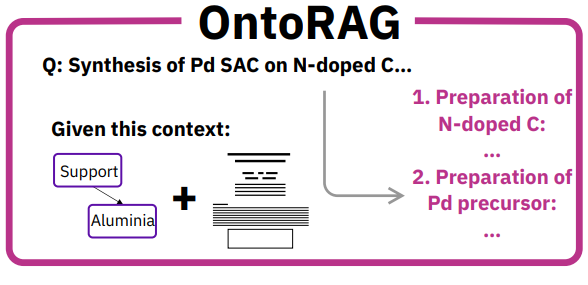 OntoRAG
Q: Synthesis of Pd SAC on N-doped C...
Given this context:
Support
Aluminia
+
1. Preparation of
N-doped C:
...
2. Preparation of
Pd precursor:
...